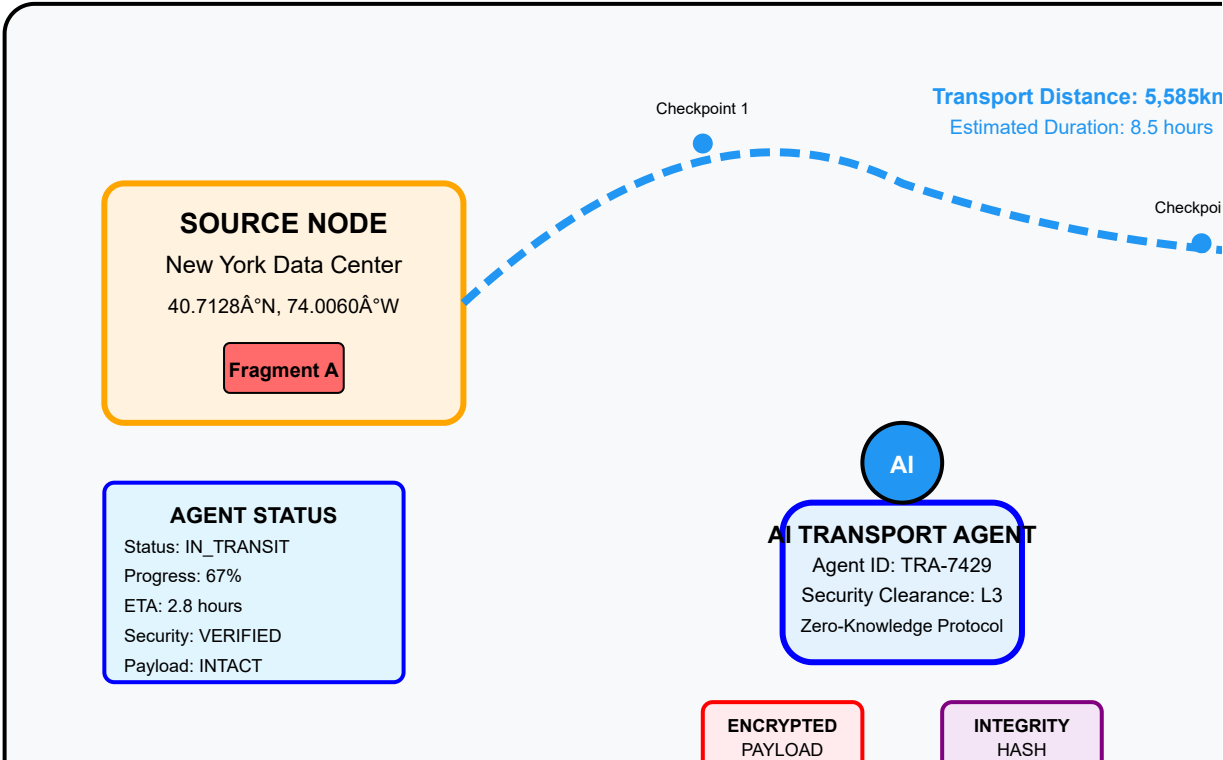 Checkpoint 1
Transport Distance: 5,585km
Estimated Duration: 8.5 hours
SOURCE NODE
New York Data Center
40.7128Â°N, 74.0060Â°W
Fragment A
Checkpoi
AGENT STATUS
Status: IN_TRANSIT
Progress: 67%
ETA: 2.8 hours
Security: VERIFIED
Payload: INTACT
AI
AI TRANSPORT AGENT
Agent ID: TRA-7429
Security Clearance: L3
Zero-Knowledge Protocol
ENCRYPTED
PAYLOAD
INTEGRITY
HASH